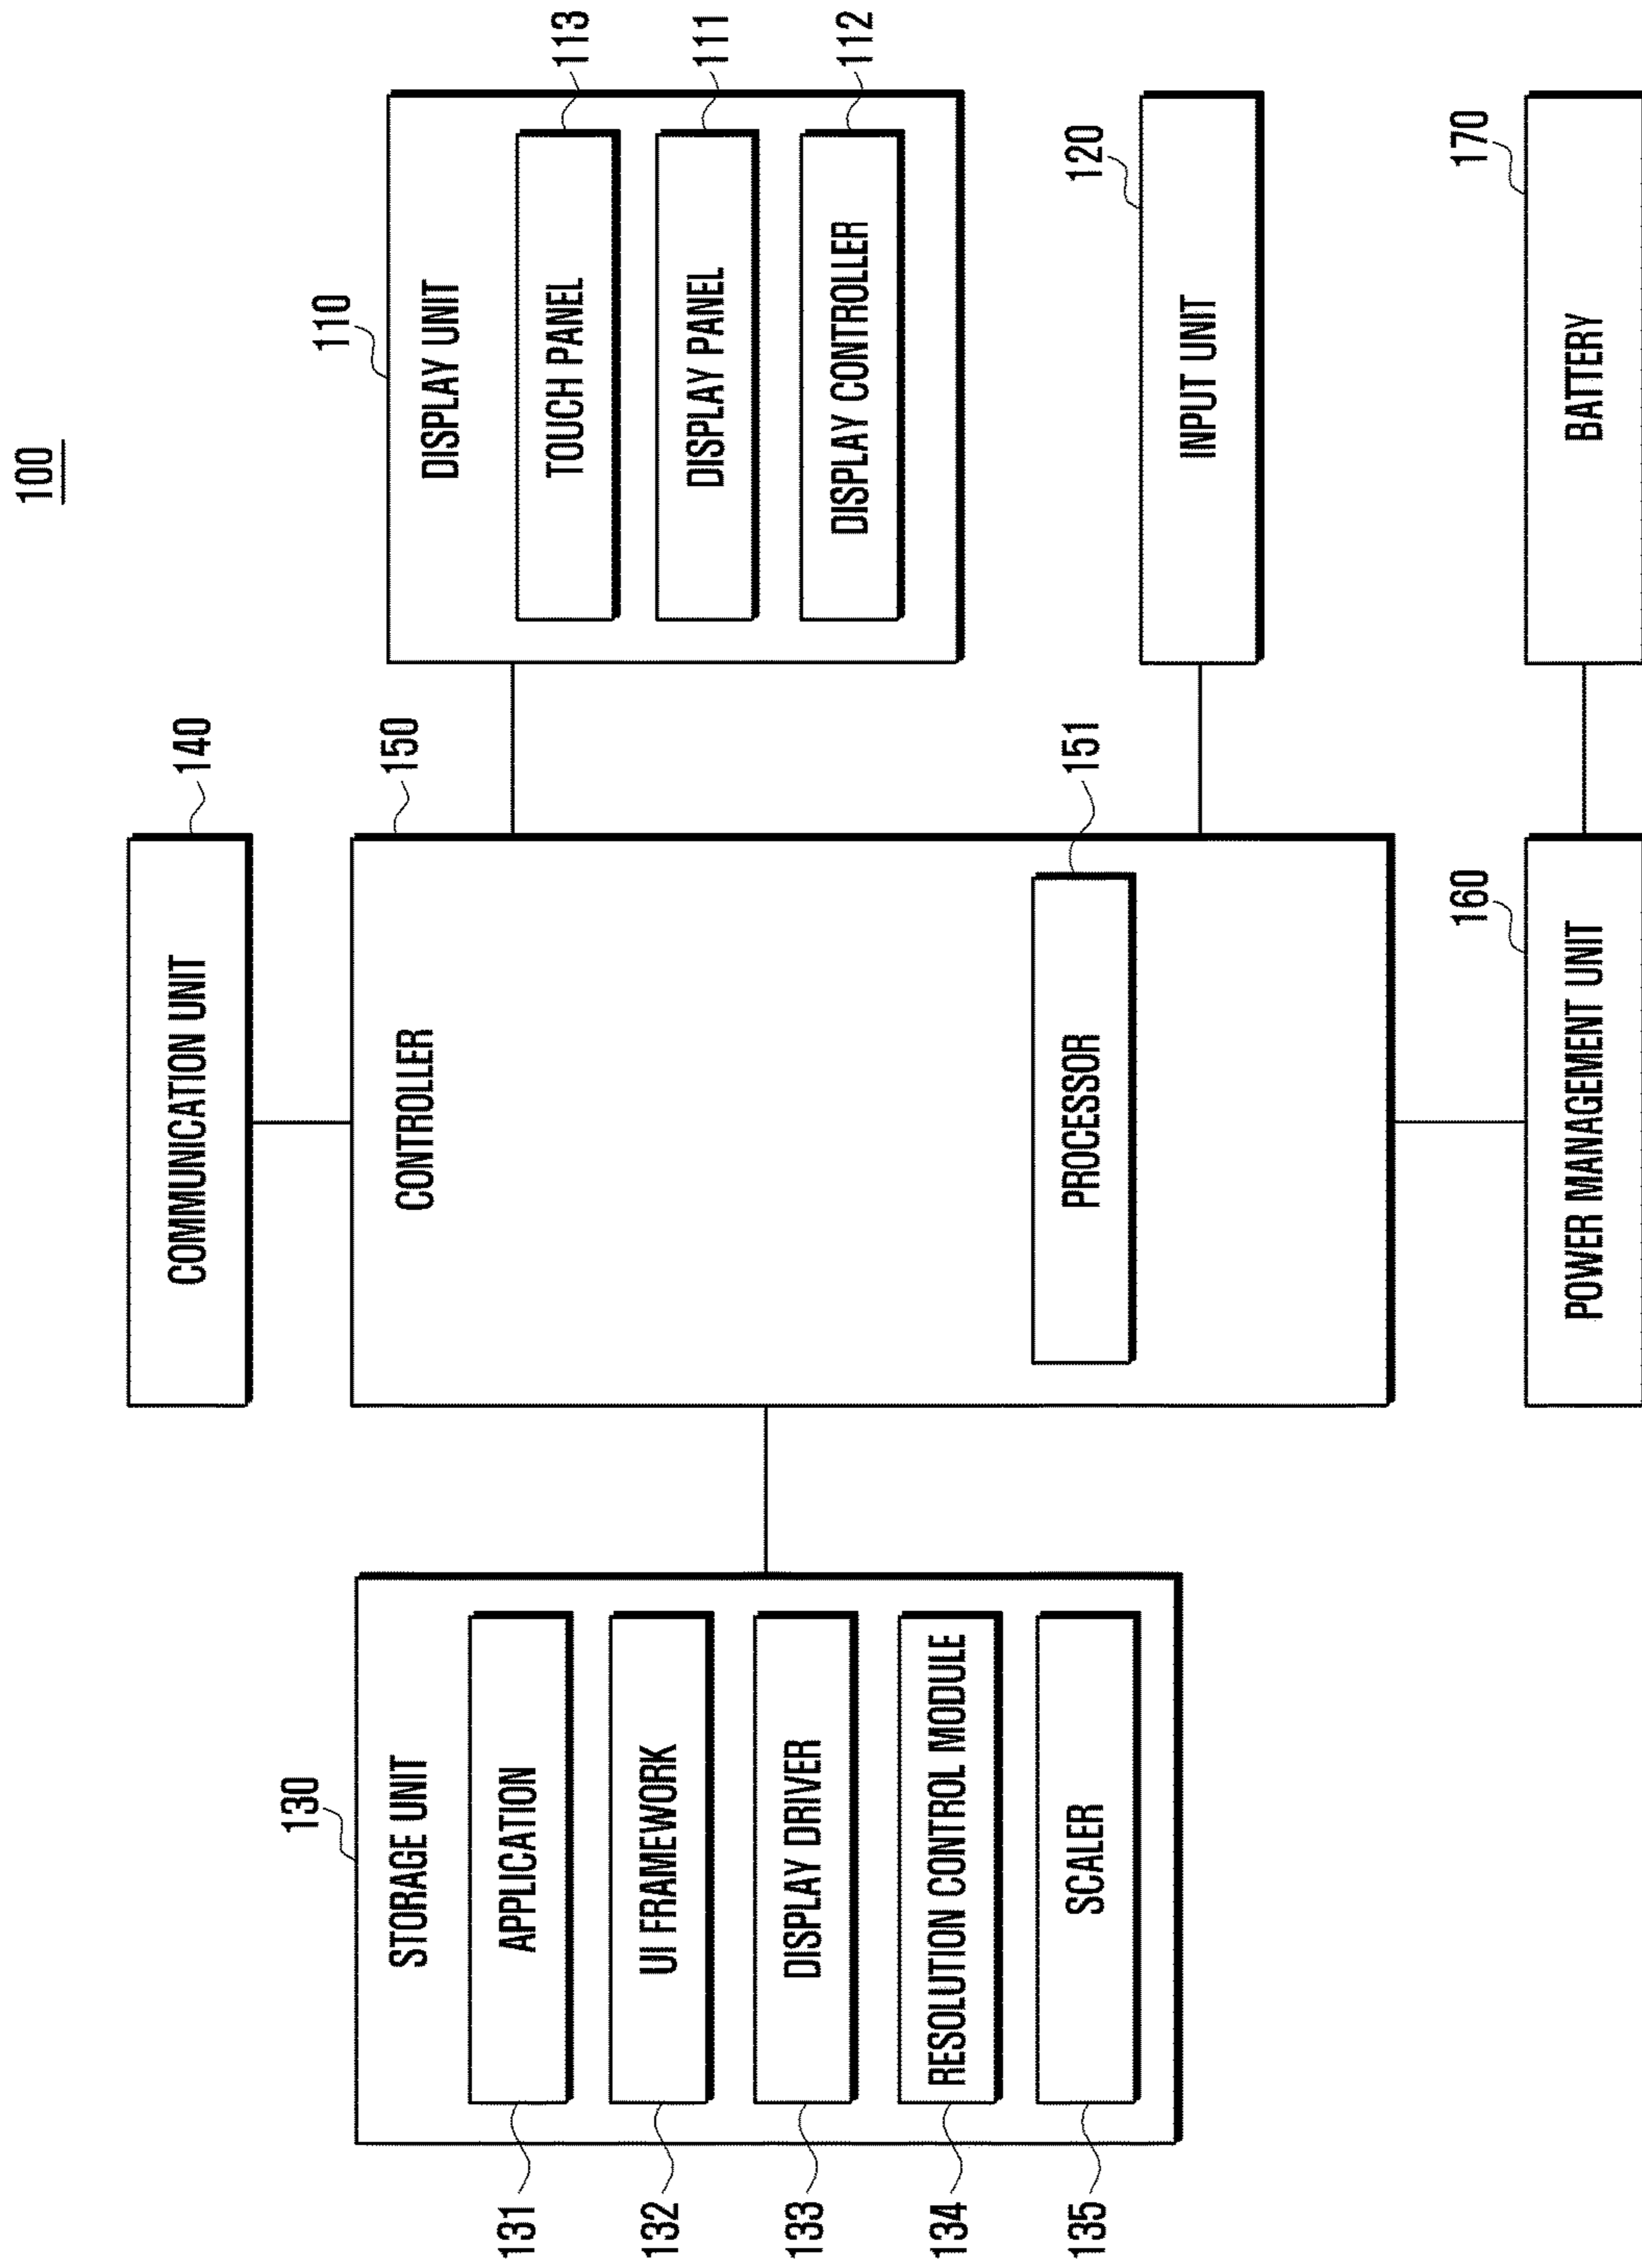 100
COMMUNICATION UNIT
140
130
STORAGE UNIT
131
APPLICATION
132
UI FRAMEWORK
133
DISPLAY DRIVER
134
RESOLUTION CONTROL MODULE
135
SCALER
150
CONTROLLER
PROCESSOR
151
110
DISPLAY UNIT
TOUCH PANEL
113
DISPLAY PANEL
111
DISPLAY CONTROLLER
112
120
INPUT UNIT
160
POWER MANAGEMENT UNIT
170
BATTERY